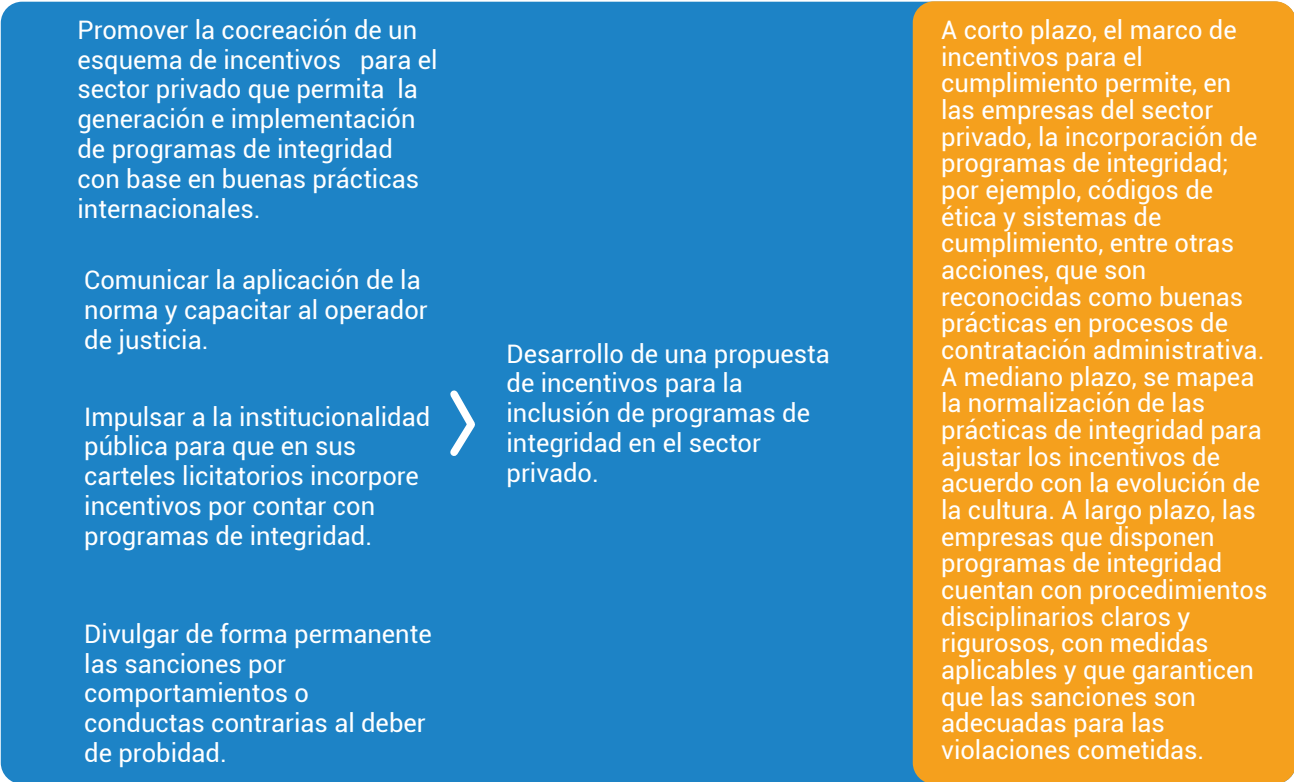 Promover la cocreación de un
esquema de incentivos para el
sector privado que permita la
generación e implementación
de programas de integridad
con base en buenas prácticas
internacionales.
Comunicar la aplicación de la
norma y capacitar al operador
de justicia.
Impulsar a la institucionalidad
pública para que en sus
carteles licitatorios incorpore
incentivos por contar con
programas de integridad.
Divulgar de forma permanente
las sanciones por
comportamientos o
conductas contrarias al deber
de probidad.
Desarrollo de una propuesta
de incentivos para la
inclusión de programas de
integridad en el sector
privado.
A corto plazo, el marco de
incentivos para el
cumplimiento permite, en
las empresas del sector
privado, la incorporación de
programas de integridad;
por ejemplo, códigos de
ética y sistemas de
cumplimiento, entre otras
acciones, que son
reconocidas como buenas
prácticas en procesos de
contratación administrativa.
A mediano plazo, se mapea
la normalización de las
prácticas de integridad para
ajustar los incentivos de
acuerdo con la evolución de
la cultura. A largo plazo, las
empresas que disponen
programas de integridad
cuentan con procedimientos
disciplinarios claros y
rigurosos, con medidas
aplicables y que garanticen
que las sanciones son
adecuadas para las
violaciones cometidas.